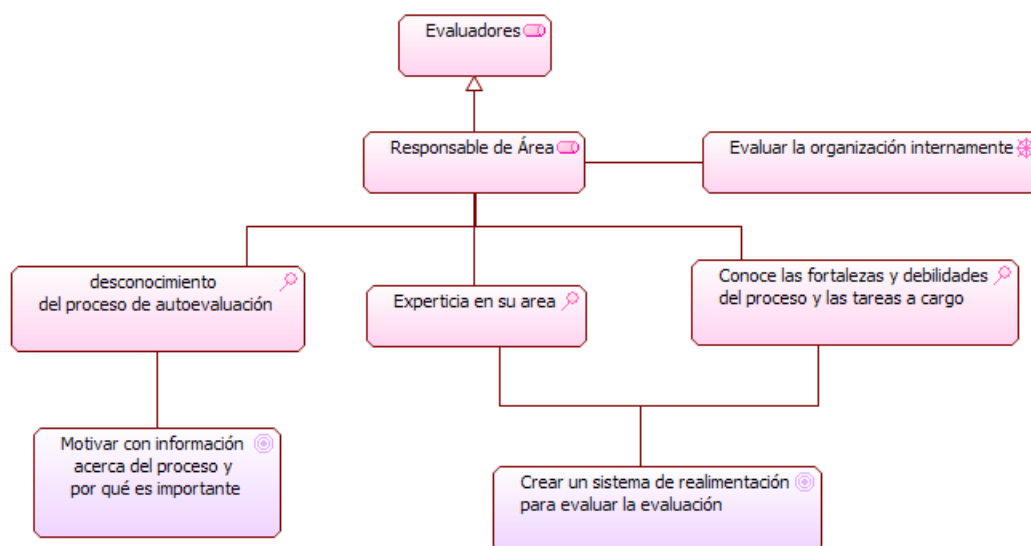 Evaluadores
Responsable de Área
Evaluar la organización internamente
desconocimiento
del proceso de autoevaluación
Experticia en su area
Conoce las fortalezas y debilidades
del proceso y las tareas a cargo
Motivar con información
acerca del proceso y
por qué es importante
Crear un sistema de realimentación
para evaluar la evaluación